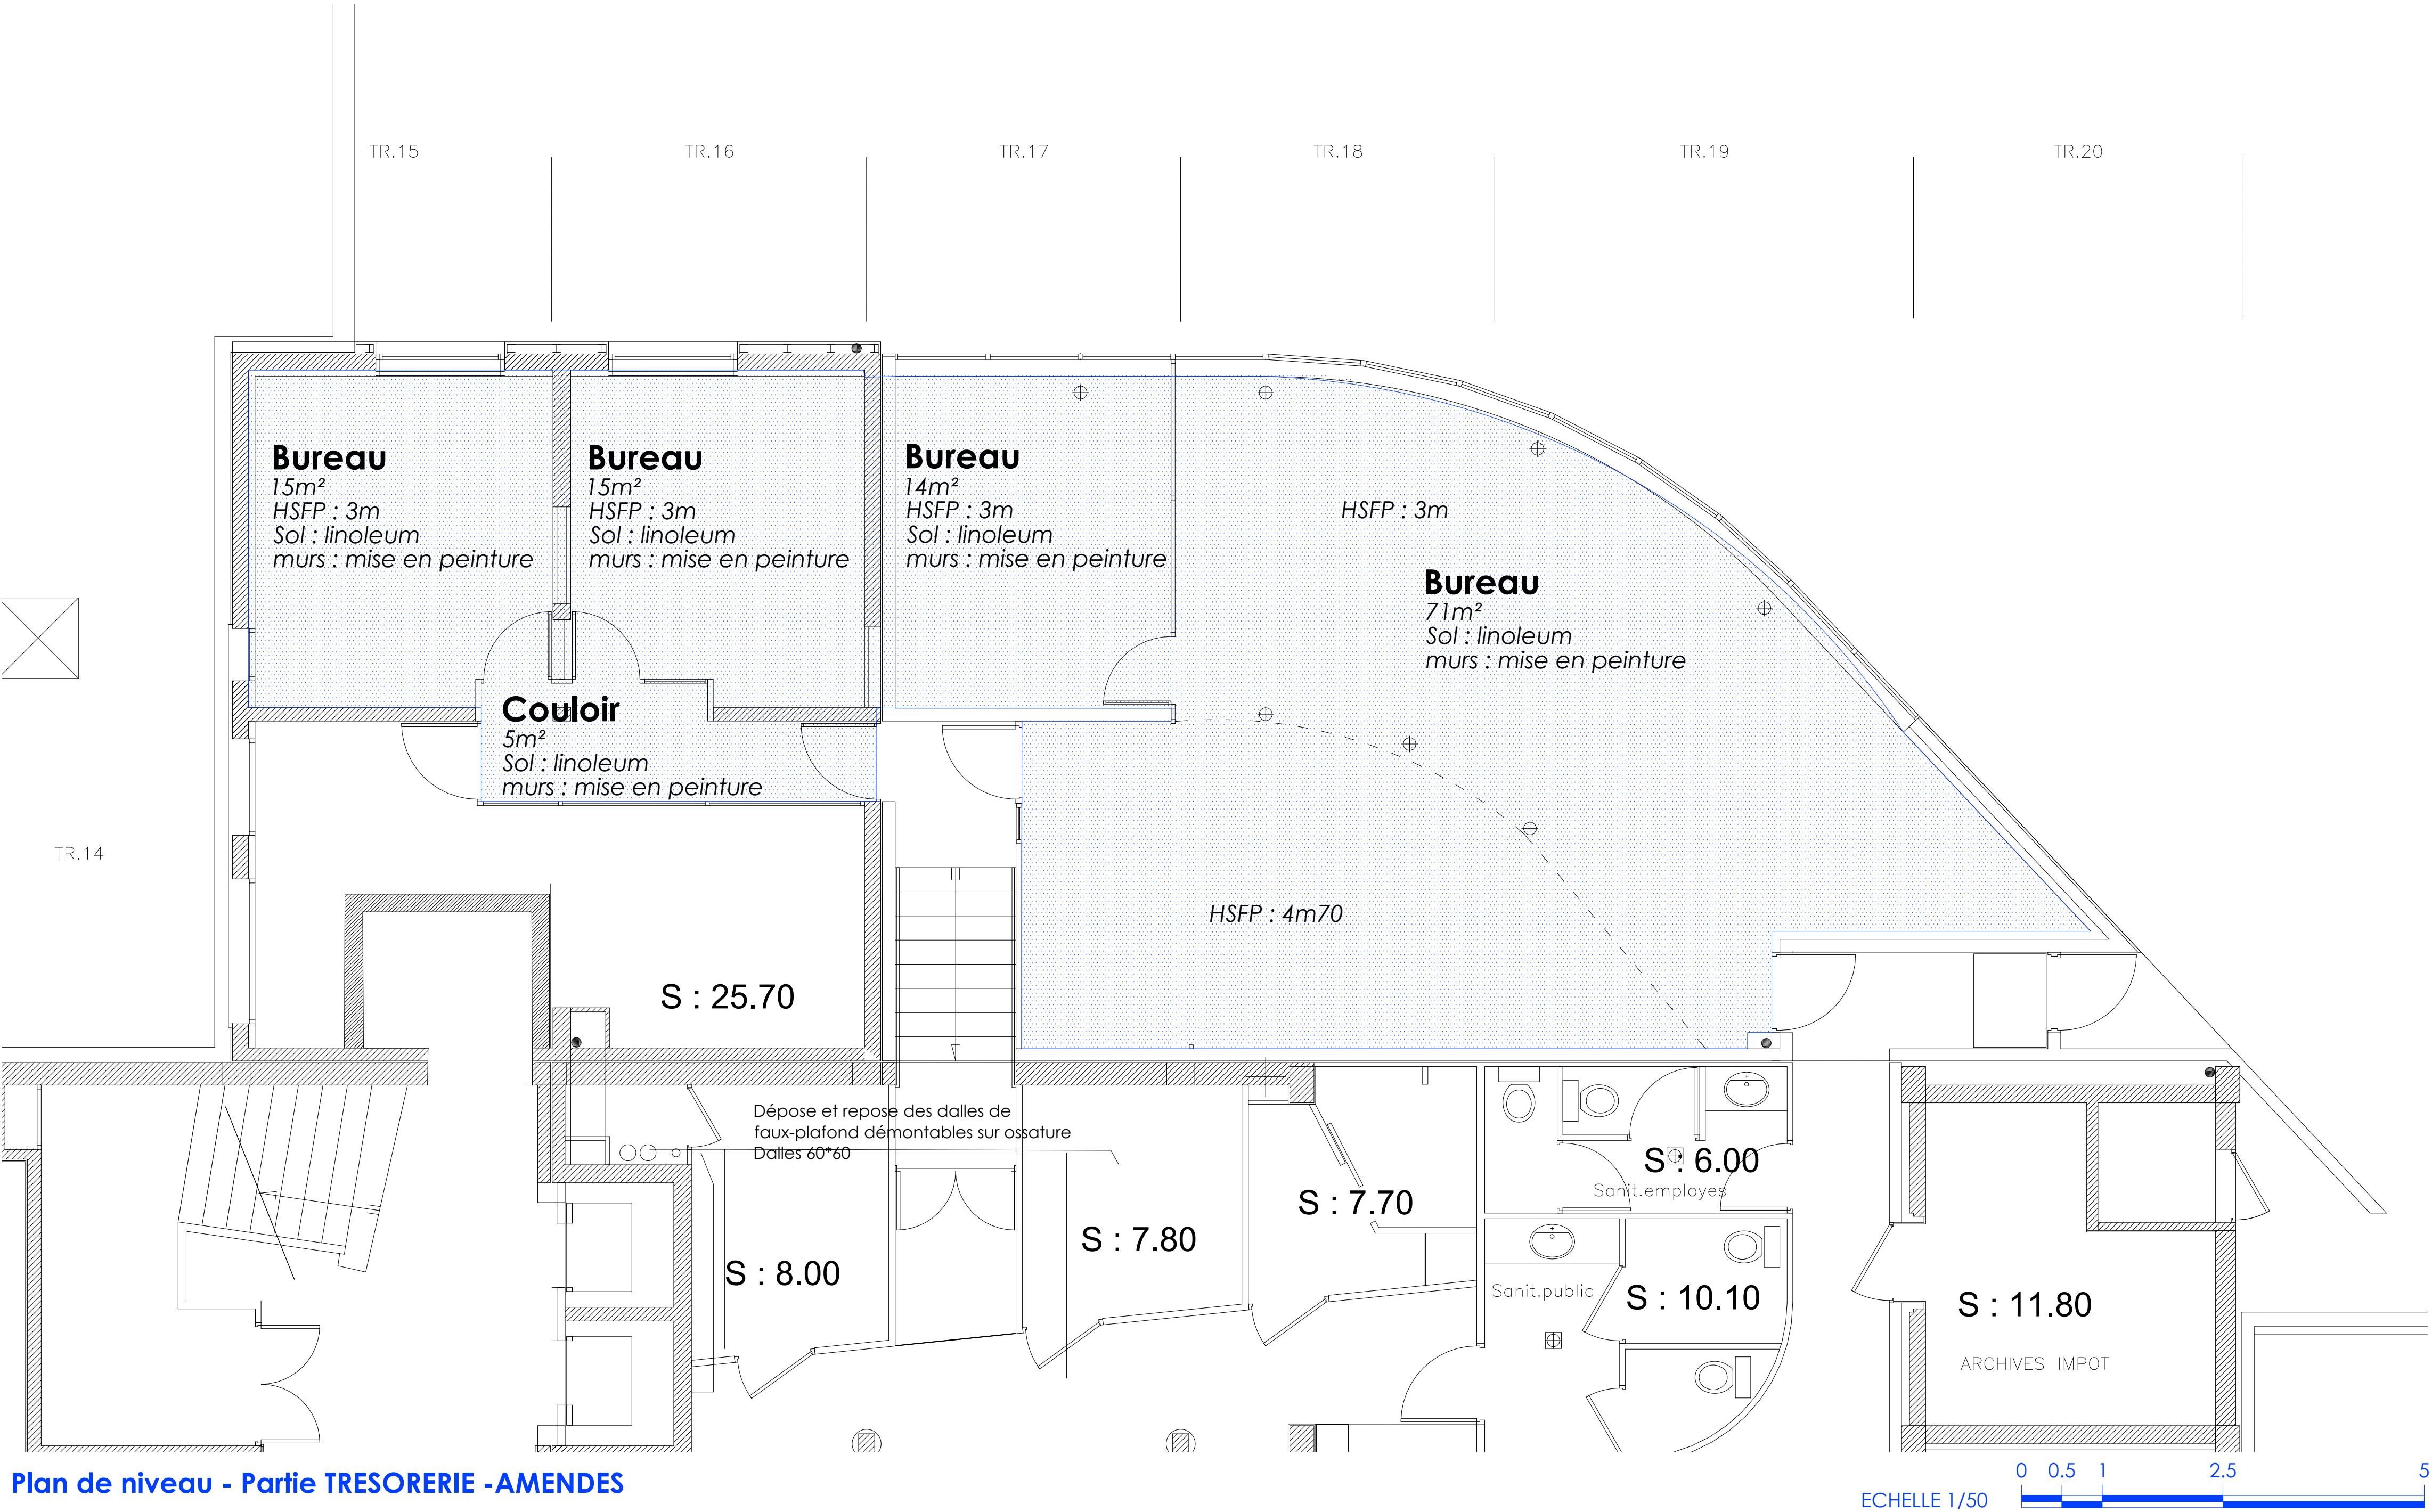 TR.15
TR.16
TR.17
TR.18
TR.19
TR.20
Bureau
15m²
HSFP : 3m
Sol : linoleum
murs : mise en peinture
Bureau
15m²
HSFP : 3m
Sol : linoleum
murs : mise en peinture
Bureau
14m²
HSFP : 3m
Sol : linoleum
murs : mise en peinture
HSFP : 3m
Bureau
71m²
Sol : linoleum
murs : mise en peinture
Couloir
5m²
Sol : linoleum
murs : mise en peinture
TR.14
HSFP : 4m70
S : 25.70
Dépose et repose des dalles de
faux-plafond démontables sur ossature
Dalles 60*60
S : 6.00
Sanit.employes
S : 7.70
S : 7.80
S : 8.00
Sanit.public
S : 10.10
S : 11.80
ARCHIVES IMPOT
Plan de niveau - Partie TRESORERIE -AMENDES
0 0.5 1 2.5 5
ECHELLE 1/50